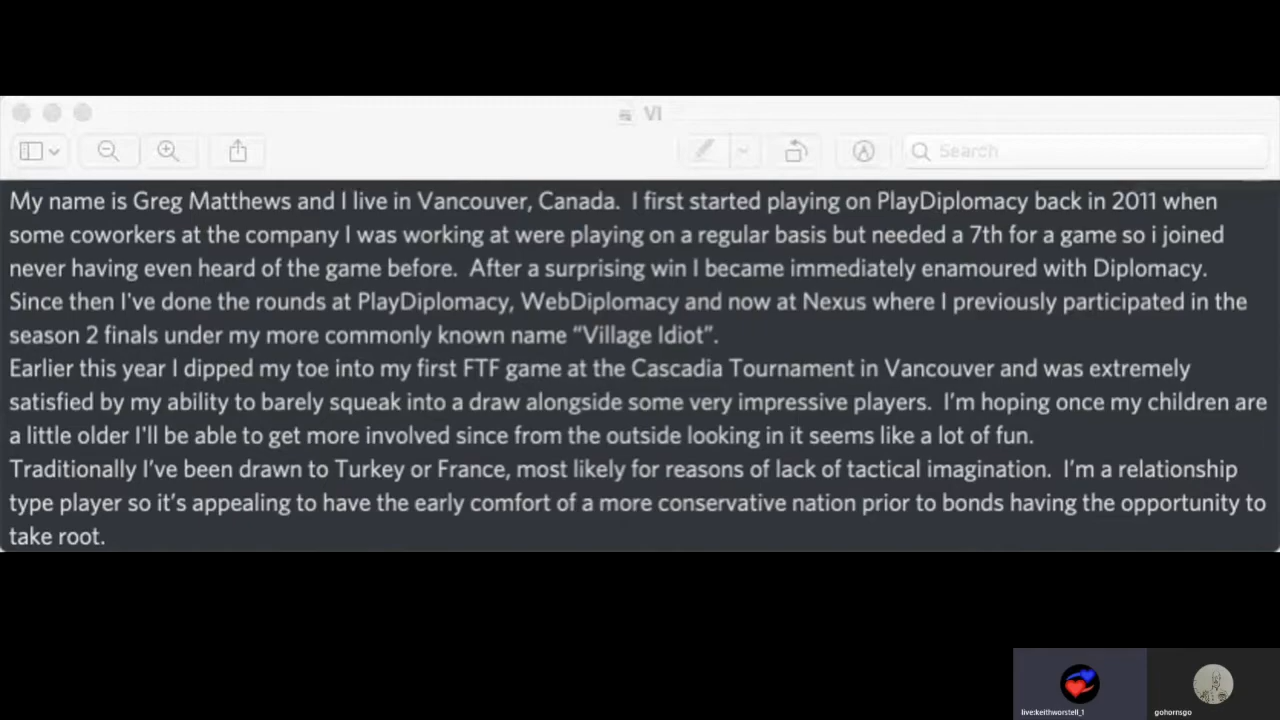 VI
Search
My name is Greg Matthews and I live in Vancouver, Canada.  I first started playing on PlayDiplomacy back in 2011 when
some coworkers at the company I was working at were playing on a regular basis but needed a 7th for a game so i joined
never having even heard of the game before.  After a surprising win I became immediately enamoured with Diplomacy.
Since then I've done the rounds at PlayDiplomacy, WebDiplomacy and now at Nexus where I previously participated in the
season 2 finals under my more commonly known name “Village Idiot”.
Earlier this year I dipped my toe into my first FTF game at the Cascadia Tournament in Vancouver and was extremely
satisfied by my ability to barely squeak into a draw alongside some very impressive players.  I’m hoping once my children are
a little older I'll be able to get more involved since from the outside looking in it seems like a lot of fun.
Traditionally I’ve been drawn to Turkey or France, most likely for reasons of lack of tactical imagination.  I’m a relationship
type player so it’s appealing to have the early comfort of a more conservative nation prior to bonds having the opportunity to
take root.
live:keithworstell_1
gohornsgo